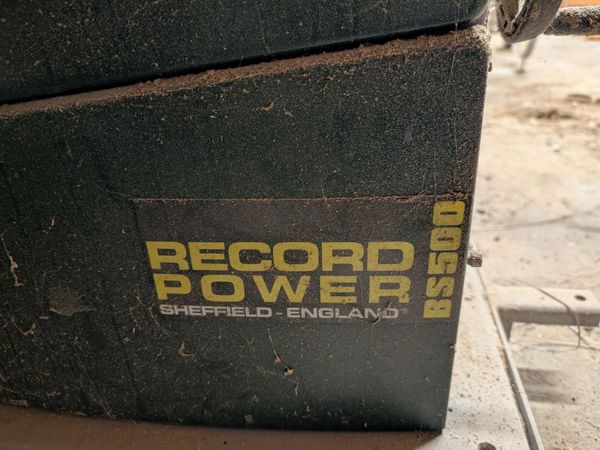 RECORD
POWER
SHEFFIELD - ENGLAND®
BS500